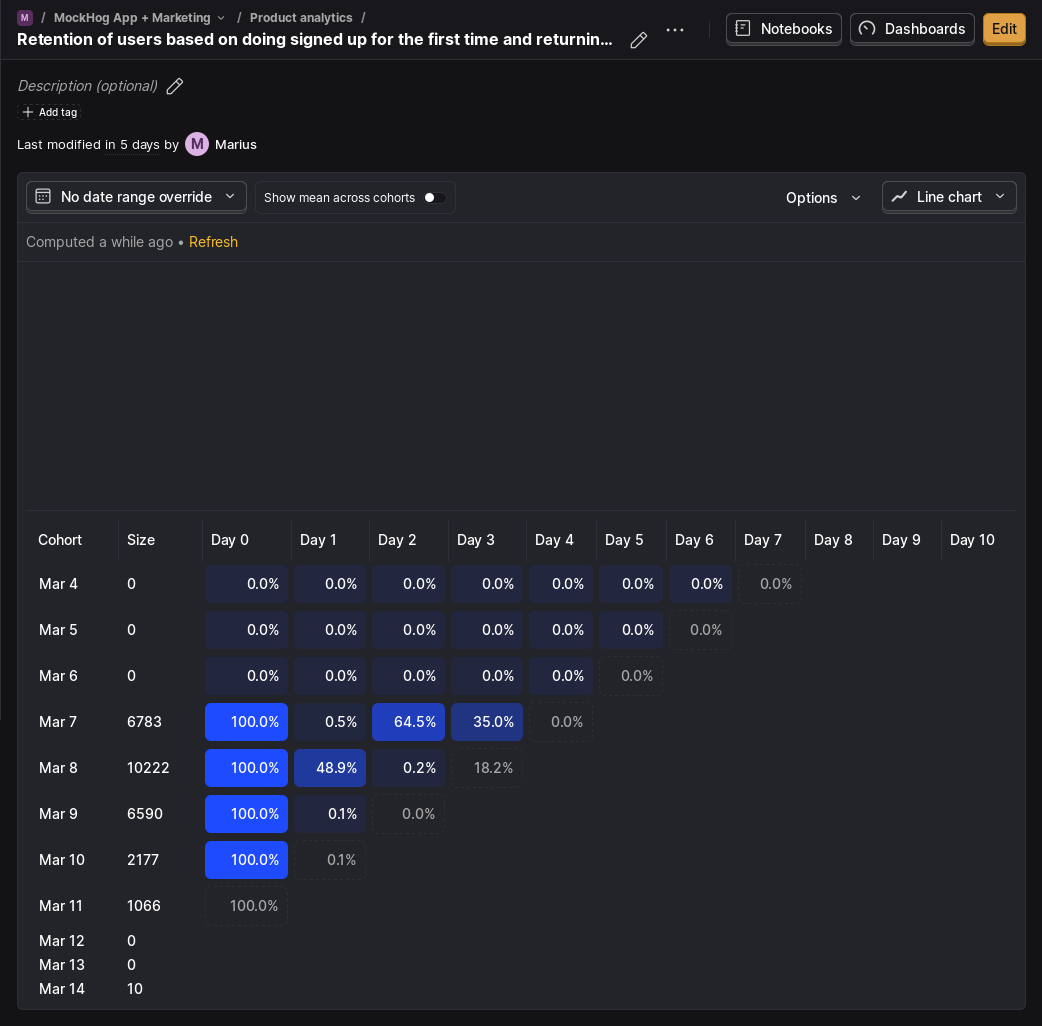 M / MockHog App + Marketing / Product analytics /
Retention of users based on doing signed up for the first time and returnin...
Notebooks
Dashboards
Edit
Description (optional)
Add tag
Last modified in 5 days by M Marius
No date range override
Show mean across cohorts
Options
Line chart
Computed a while ago • Refresh
Cohort Size Day 0 Day 1 Day 2 Day 3 Day 4 Day 5 Day 6 Day 7 Day 8 Day 9 Day 10
Mar 4 0 0.0% 0.0% 0.0% 0.0% 0.0% 0.0% 0.0% 0.0%
Mar 5 0 0.0% 0.0% 0.0% 0.0% 0.0% 0.0% 0.0%
Mar 6 0 0.0% 0.0% 0.0% 0.0% 0.0% 0.0%
Mar 7 6783 100.0% 0.5% 64.5% 35.0% 0.0%
Mar 8 10222 100.0% 48.9% 0.2% 18.2%
Mar 9 6590 100.0% 0.1% 0.0%
Mar 10 2177 100.0% 0.1%
Mar 11 1066 100.0%
Mar 12 0
Mar 13 0
Mar 14 10